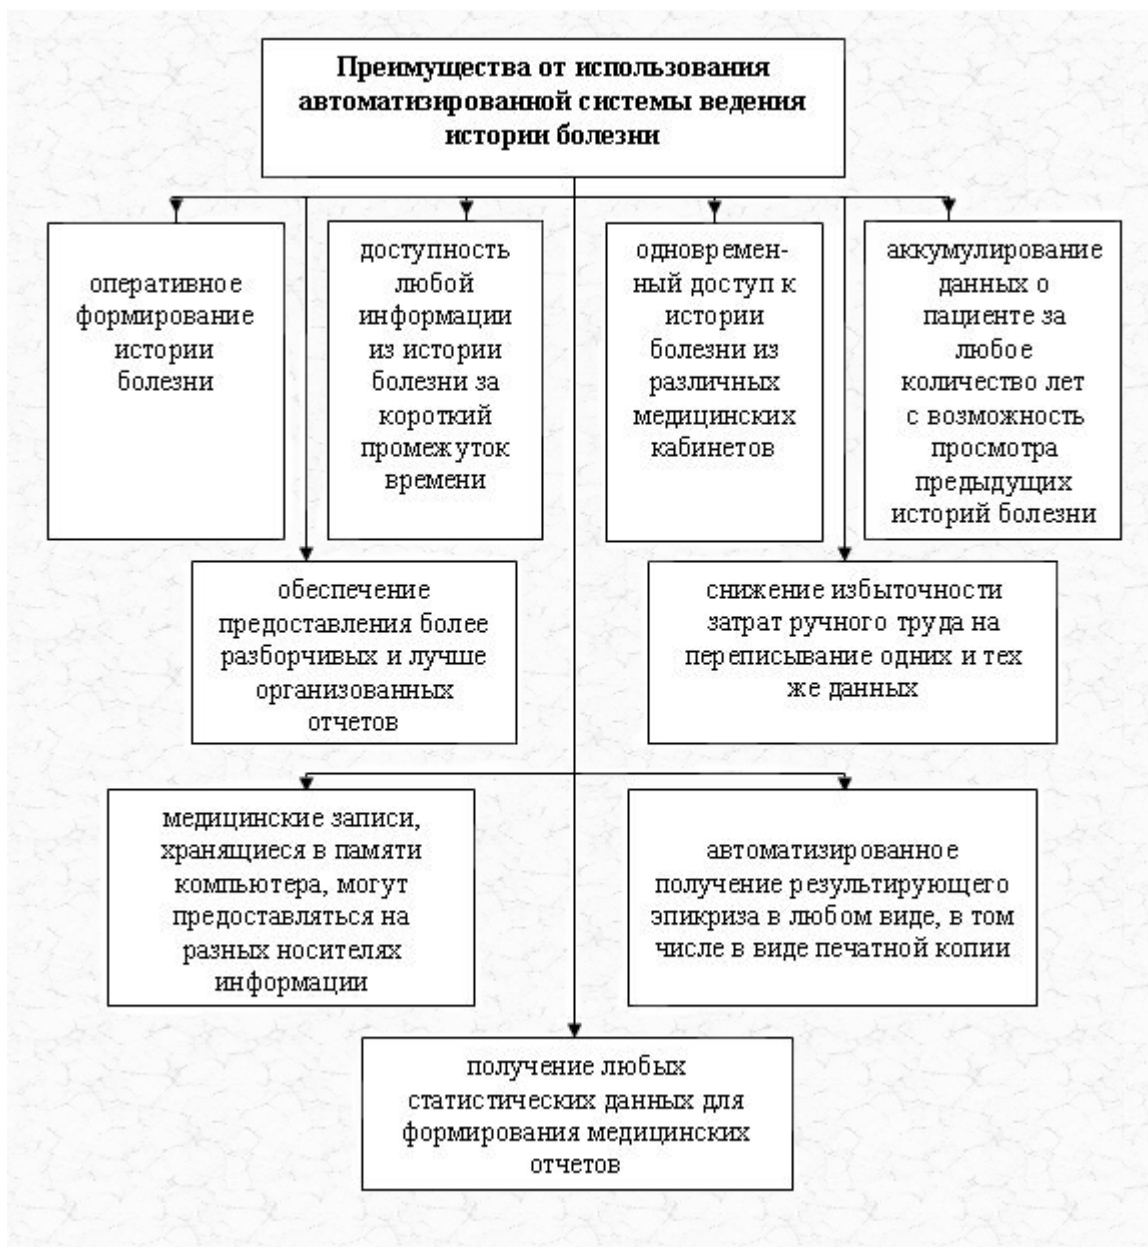 Преимущества от использования
автоматизированной системы ведения
истории болезни
оперативное
формирование
истории
болезни
доступность
любой
информации
из истории
болезни за
короткий
промежуток
времени
одновремен-
ный доступ к
истории
болезни из
различных
медицинских
кабинетов
аккумулирование
данных о
пациенте за
любое
количество лет
с возможность
просмотра
предыдущих
историй болезни
обеспечение
предоставления более
разборчивых и лучше
организованных
отчетов
снижение избыточности
затрат ручного труда на
переписывание одних и тех
же данных
медицинские записи,
хранящиеся в памяти
компьютера, могут
предоставляться на
разных носителях
информации
автоматизированное
получение результирующего
эпикриза в любом виде, в том
числе в виде печатной копии
получение любых
статистических данных для
формирования медицинских
отчетов